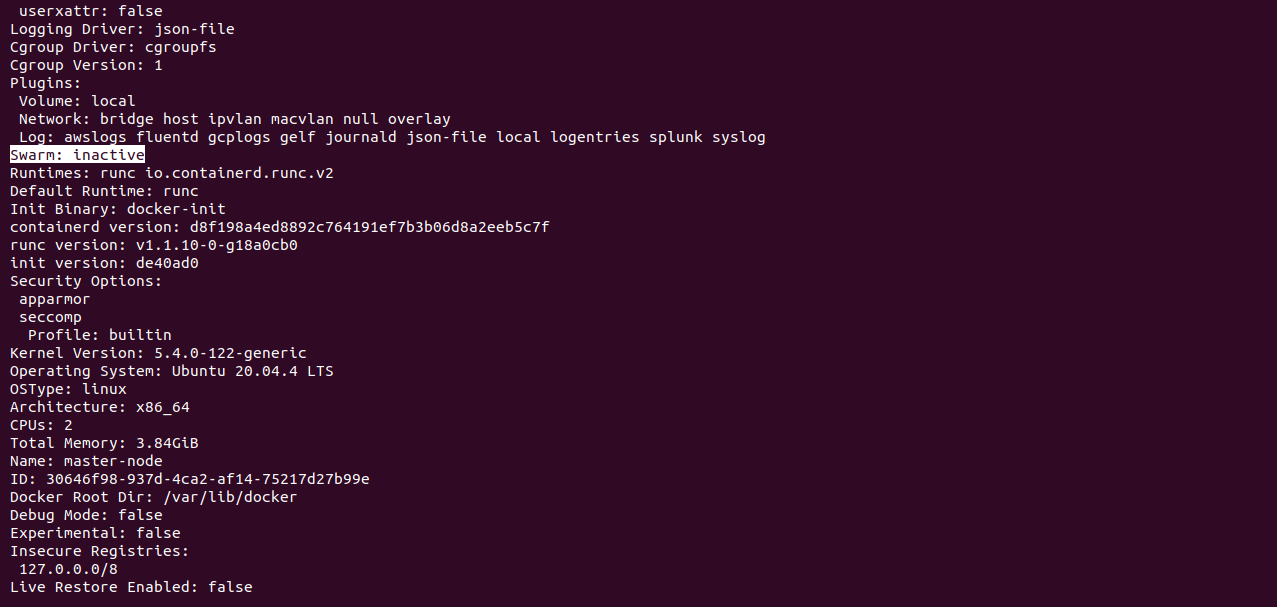 userxattr: false
Logging Driver: json-file
Cgroup Driver: cgroupfs
Cgroup Version: 1
Plugins:
Volume: local
Network: bridge host ipvlan macvlan null overlay
Log: awslogs fluentd gcplogs gelf journald json-file local logentries splunk syslog
Swarm: inactive
Runtimes: runc io.containerd.runc.v2
Default Runtime: runc
Init Binary: docker-init
containerd version: d8f198a4ed8892c764191ef7b3b06d8a2eeb5c7f
runc version: v1.1.10-0-g18a0cb0
init version: de40ad0
Security Options:
apparmor
seccomp
Profile: builtin
Kernel Version: 5.4.0-122-generic
Operating System: Ubuntu 20.04.4 LTS
OSType: linux
Architecture: x86_64
CPUs: 2
Total Memory: 3.84GiB
Name: master-node
ID: 30646f98-937d-4ca2-af14-75217d27b99e
Docker Root Dir: /var/lib/docker
Debug Mode: false
Experimental: false
Insecure Registries:
127.0.0.0/8
Live Restore Enabled: false